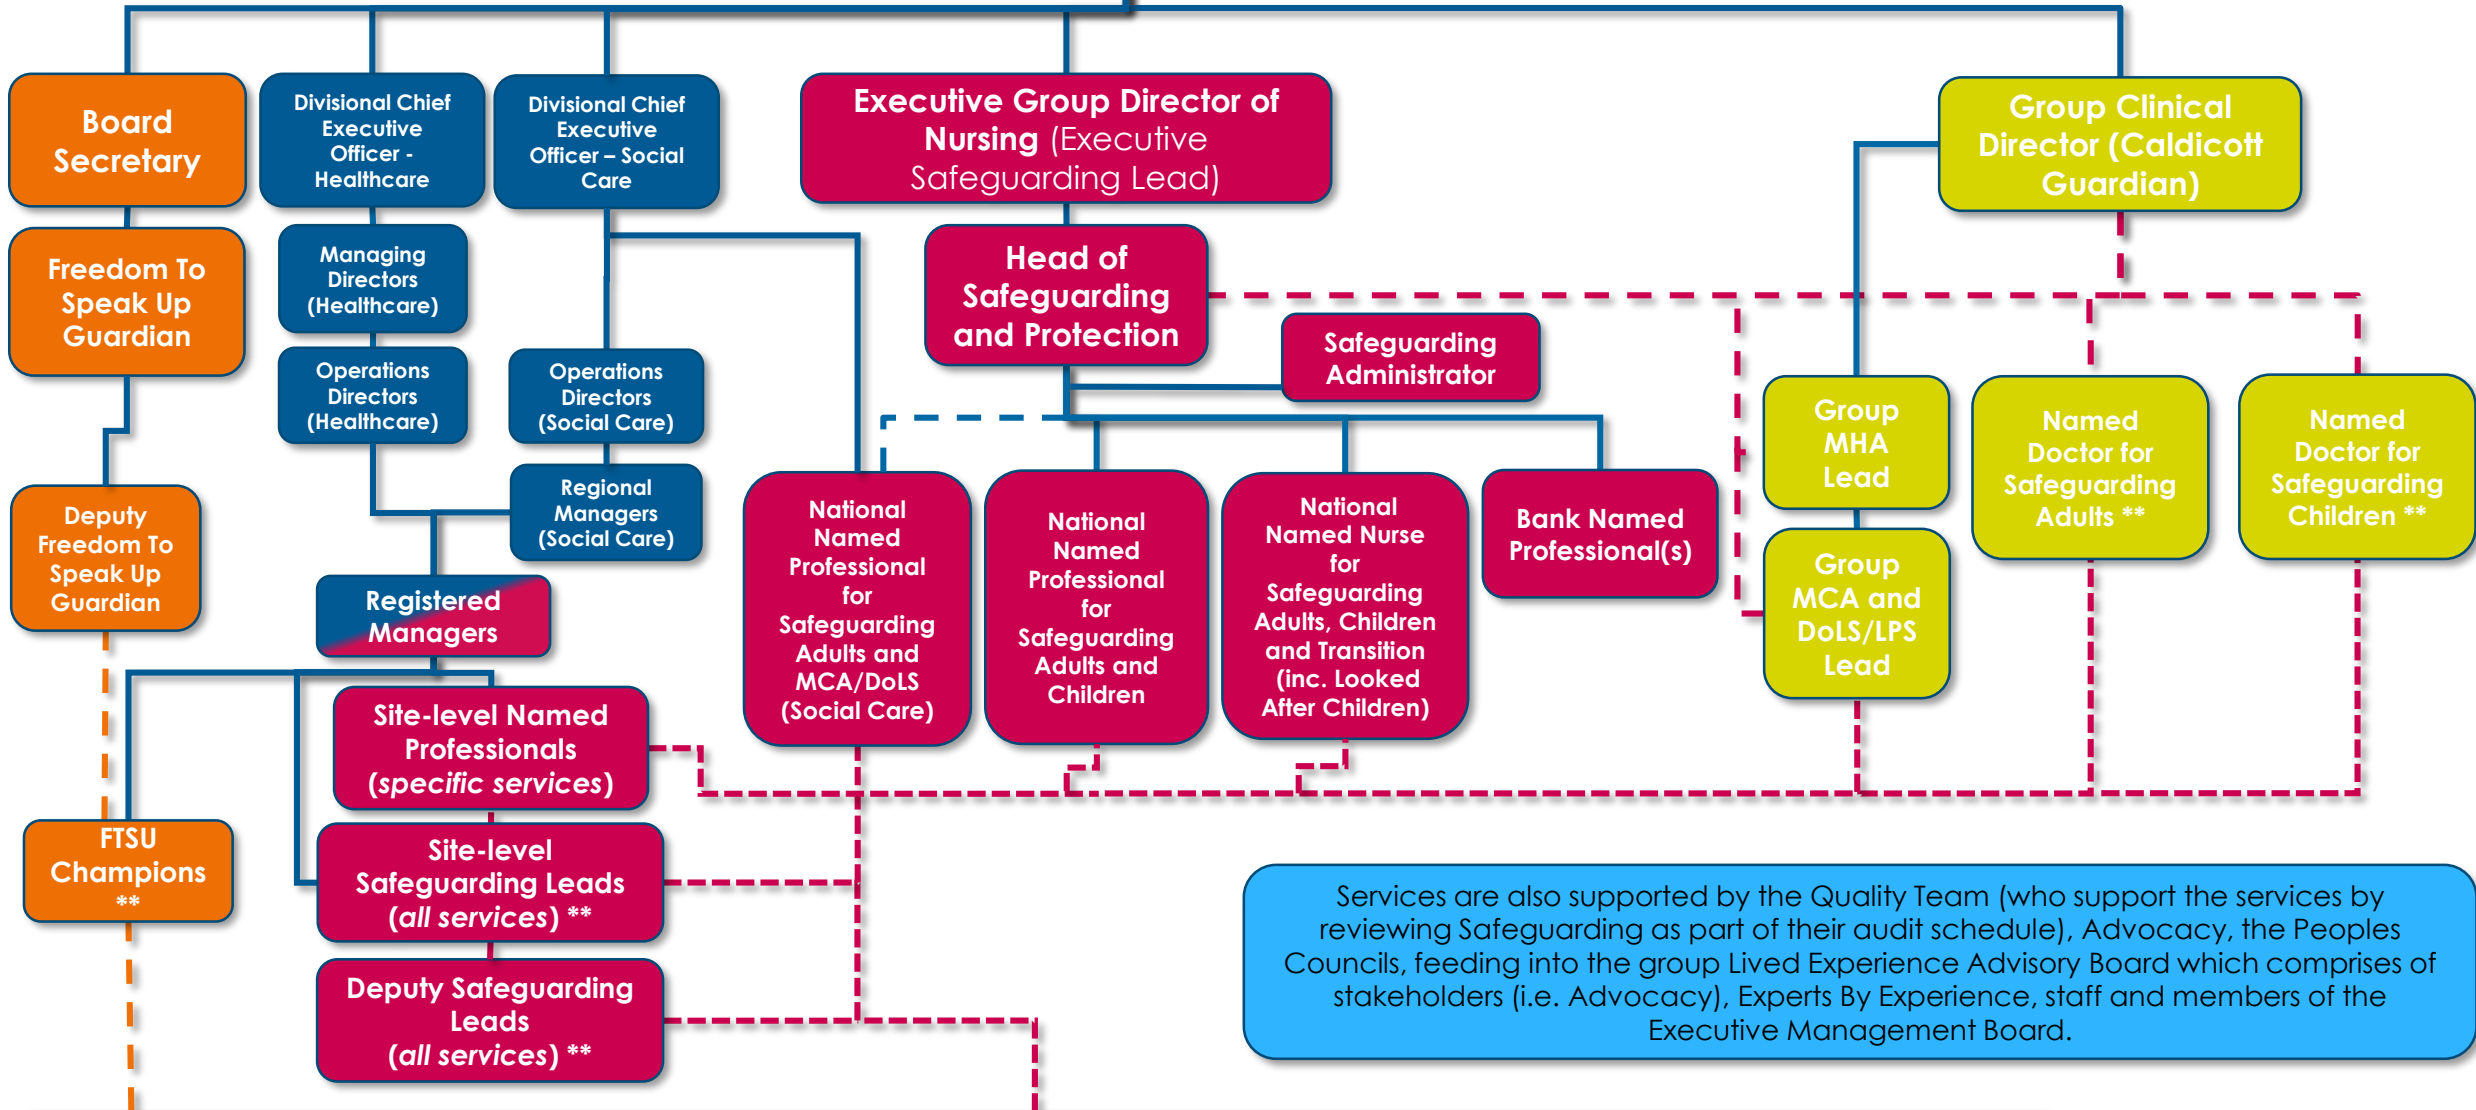 Board
Secretary
Divisional Chief
Executive
Officer -
Healthcare
Divisional Chief
Executive
Officer – Social
Care
Executive Group Director of
Nursing (Executive
Safeguarding Lead)
Group Clinical
Director (Caldicott
Guardian)
Freedom To
Speak Up
Guardian
Managing
Directors
(Healthcare)
Head of
Safeguarding
and Protection
Safeguarding
Administrator
Operations
Directors
(Healthcare)
Operations
Directors
(Social Care)
Group
MHA
Lead
Named
Doctor for
Safeguarding
Adults **
Named
Doctor for
Safeguarding
Children **
Deputy
Freedom To
Speak Up
Guardian
Regional
Managers
(Social Care)
National
Named
Professional
for
Safeguarding
Adults and
MCA/DoLS
(Social Care)
National
Named
Professional
for
Safeguarding
Adults and
Children
National
Named Nurse
for
Safeguarding
Adults, Children
and Transition
(inc. Looked
After Children)
Bank Named
Professional(s)
Group
MCA and
DoLS/LPS
Lead
Registered
Managers
Site-level Named
Professionals
(specific services)
FTSU
Champions
**
Site-level
Safeguarding Leads
(all services) **
Deputy Safeguarding
Leads
(all services) **
Services are also supported by the Quality Team (who support the services by
reviewing Safeguarding as part of their audit schedule), Advocacy, the Peoples
Councils, feeding into the group Lived Experience Advisory Board which comprises of
stakeholders (i.e. Advocacy), Experts By Experience, staff and members of the
Executive Management Board.